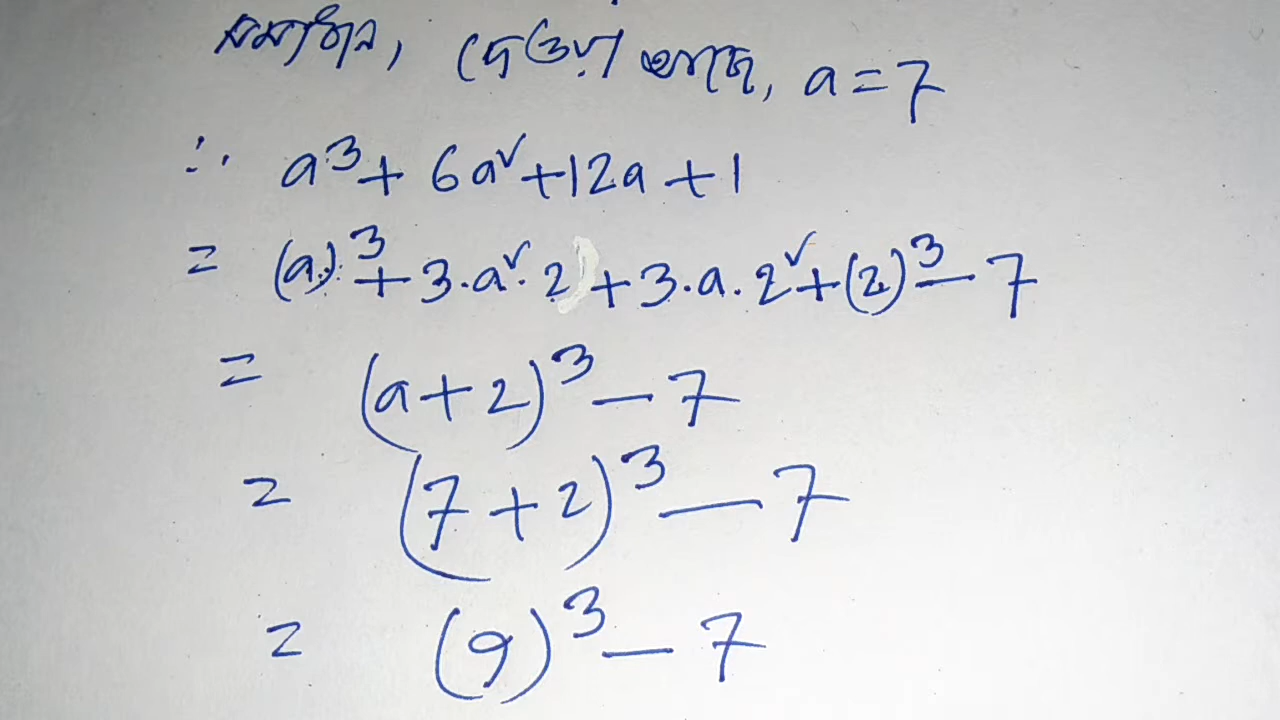 সমাধান, দেওয়া আছে, a=7
∴ a³+ 6a²+12a+1
= (a)³+3.a².2+3.a.2²+(2)³-7
= (a+2)³-7
= (7+2)³-7
= (9)³-7